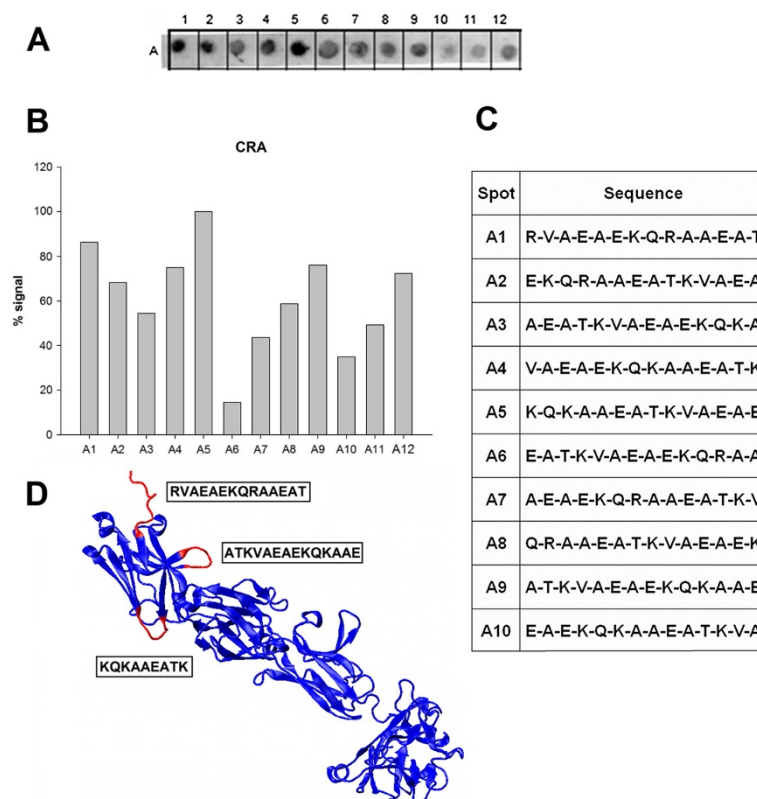 A
1 2 3 4 5 6 7 8 9 10 11 12
A
B
CRA
120
100
80
60
40
20
0
% signal
A1 A2 A3 A4 A5 A6 A7 A8 A9 A10 A11 A12
C
Spot Sequence
A1 R-V-A-E-A-E-K-Q-R-A-A-E-A-T
A2 E-K-Q-R-A-A-E-A-T-K-V-A-E-A
A3 A-E-A-T-K-V-A-E-A-E-K-Q-K-A
A4 V-A-E-A-E-K-Q-K-A-A-E-A-T-K
A5 K-Q-K-A-A-E-A-T-K-V-A-E-A-E
A6 E-A-T-K-V-A-E-A-E-K-Q-R-A-A
A7 A-E-A-E-K-Q-R-A-A-E-A-T-K-V
A8 Q-R-A-A-E-A-T-K-V-A-E-A-E-K
A9 A-T-K-V-A-E-A-E-K-Q-K-A-A-E
A10 E-A-E-K-Q-K-A-A-E-A-T-K-V-A
D
RVAEAEKQRAAEAT
ATKVAEAEKQKAAE
KQKAAEATK